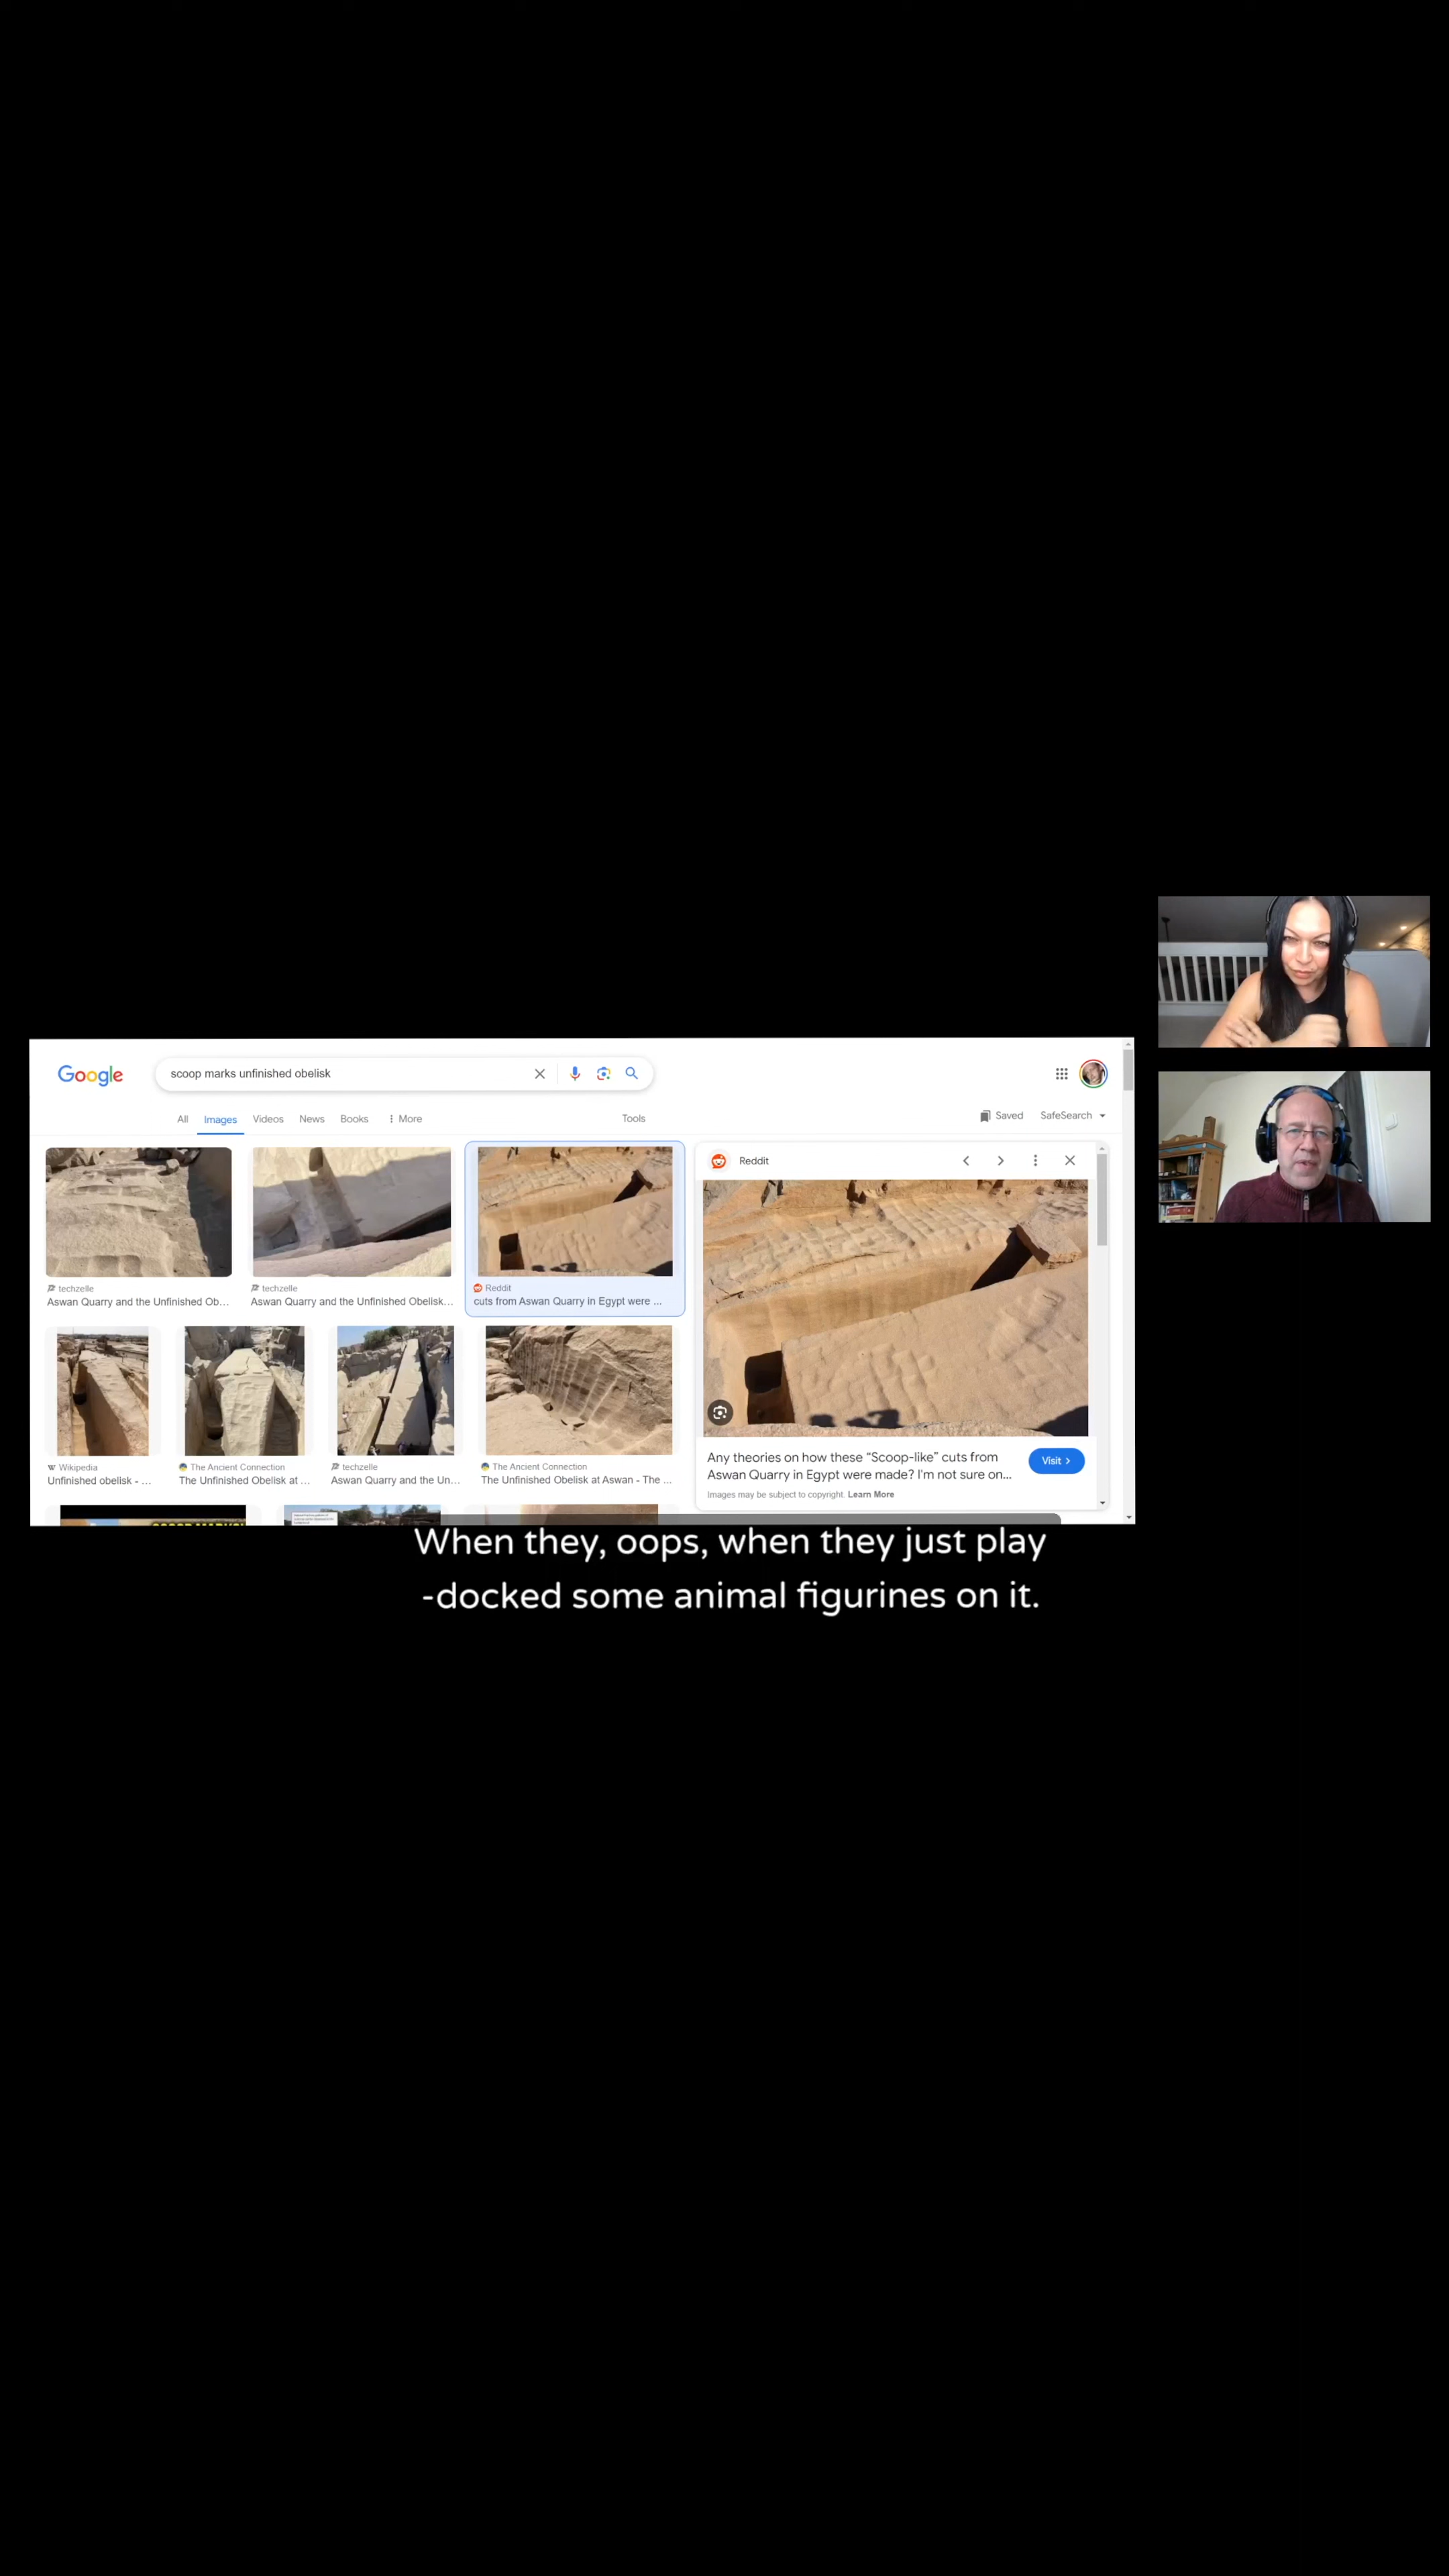 Google
scoop marks unfinished obelisk
All Images Videos News Books More Tools
Saved SafeSearch
techzelle
Aswan Quarry and the Unfinished Ob...
techzelle
Aswan Quarry and the Unfinished Obelisk...
Reddit
cuts from Aswan Quarry in Egypt were ...
W Wikipedia
Unfinished obelisk - ...
The Ancient Connection
The Unfinished Obelisk at ...
techzelle
Aswan Quarry and the Un...
The Ancient Connection
The Unfinished Obelisk at Aswan - The ...
Reddit
Any theories on how these “Scoop-like” cuts from
Aswan Quarry in Egypt were made? I'm not sure on...
Visit >
Images may be subject to copyright. Learn More
When they, oops, when they just play
-docked some animal figurines on it.